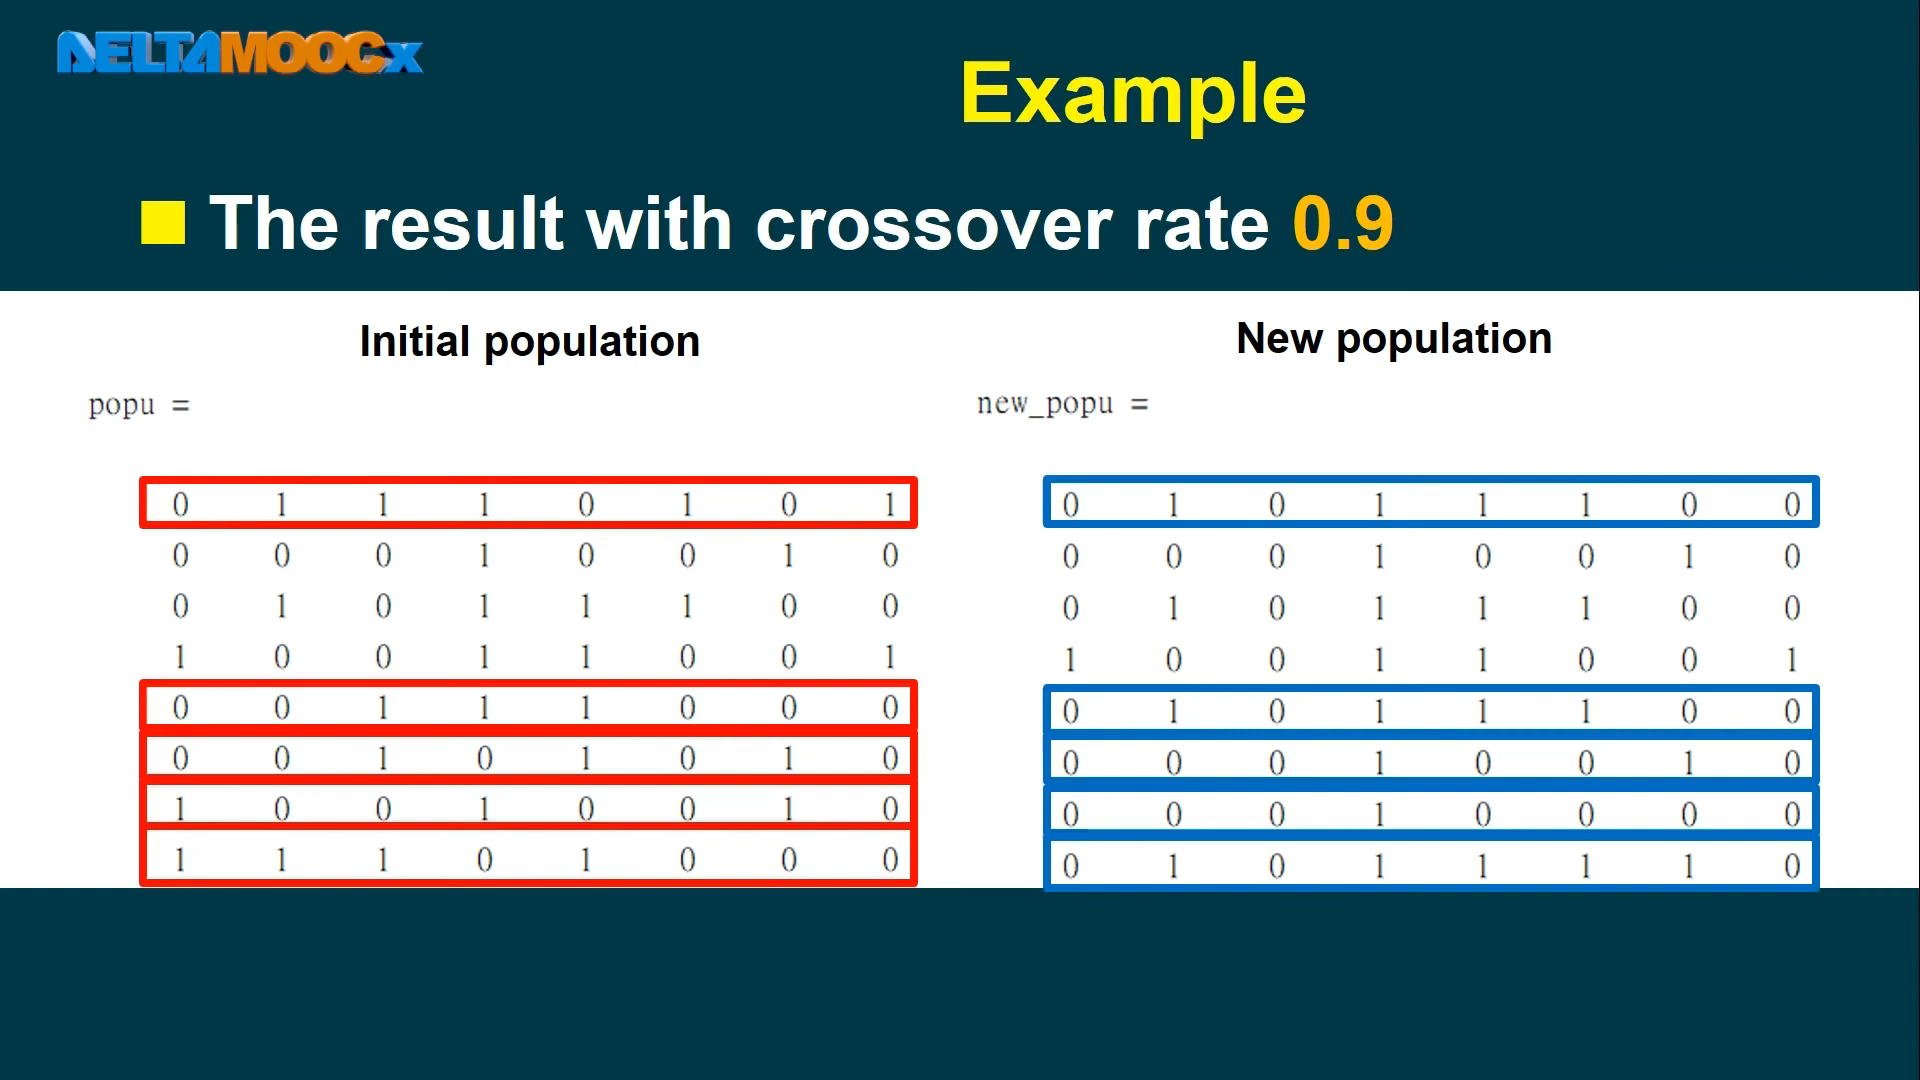 DELTAMOOCx
Example
The result with crossover rate 0.9
Initial population
popu =
0 1 1 1 0 1 0 1
0 0 0 1 0 0 1 0
0 1 0 1 1 1 0 0
1 0 0 1 1 0 0 1
0 0 1 1 1 0 0 0
0 0 1 0 1 0 1 0
1 0 0 1 0 0 1 0
1 1 1 0 1 0 0 0
New population
new_popu =
0 1 0 1 1 1 0 0
0 0 0 1 0 0 1 0
0 1 0 1 1 1 0 0
1 0 0 1 1 0 0 1
0 1 0 1 1 1 0 0
0 0 0 1 0 0 1 0
0 0 0 1 0 0 0 0
0 1 0 1 1 1 1 0